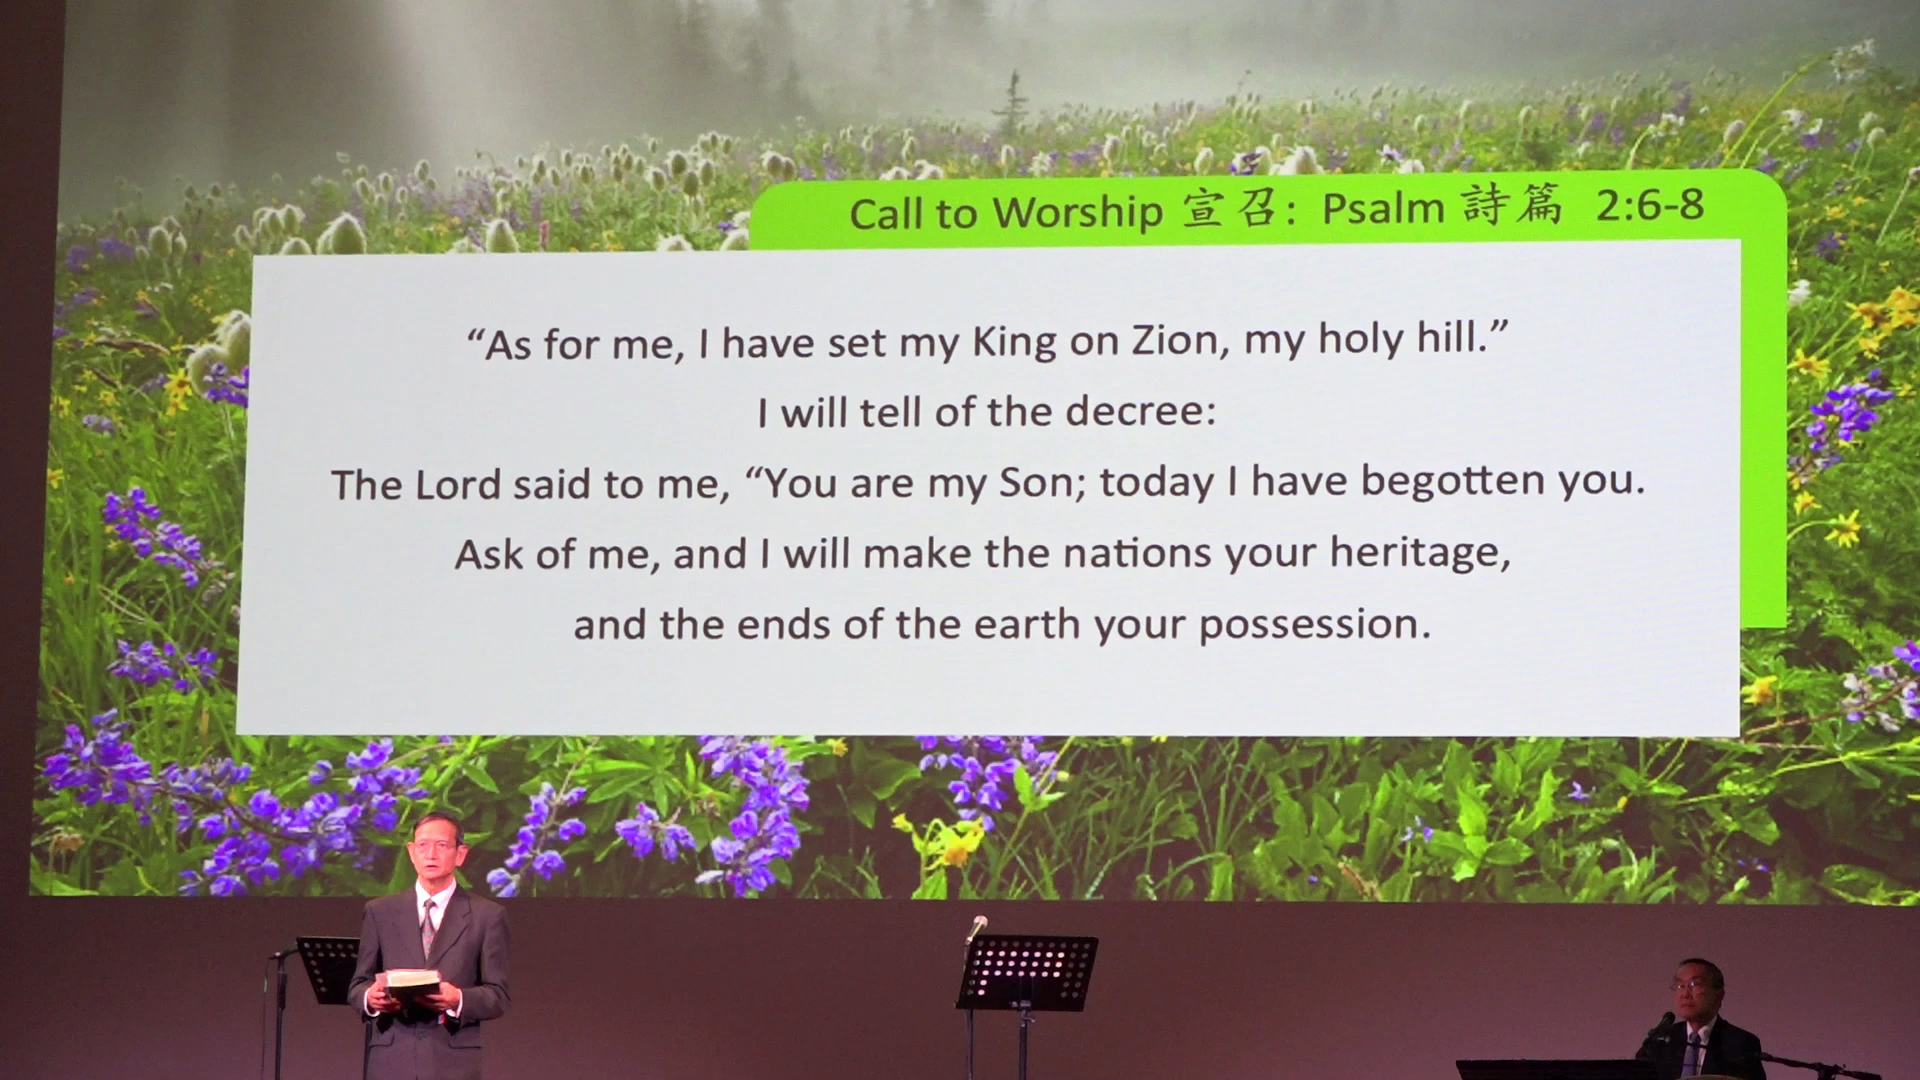 Call to Worship 宣召: Psalm 詩篇 2:6-8
“As for me, I have set my King on Zion, my holy hill.”
I will tell of the decree:
The Lord said to me, “You are my Son; today I have begotten you.
Ask of me, and I will make the nations your heritage,
and the ends of the earth your possession.